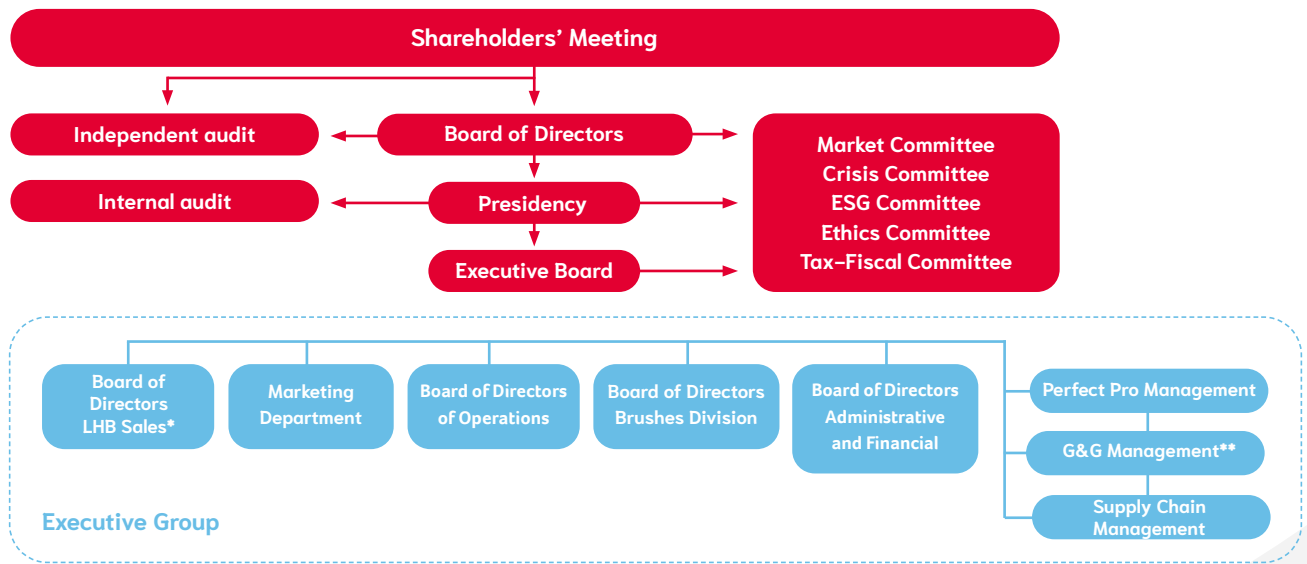 Shareholders’ Meeting
Independent audit
Board of Directors
Internal audit
Presidency
Executive Board
Market Committee
Crisis Committee
ESG Committee
Ethics Committee
Tax–Fiscal Committee
Board of
Directors
LHB Sales*
Marketing
Department
Board of Directors
of Operations
Board of Directors
Brushes Division
Board of Directors
Administrative
and Financial
Perfect Pro Management
G&G Management**
Supply Chain
Management
Executive Group